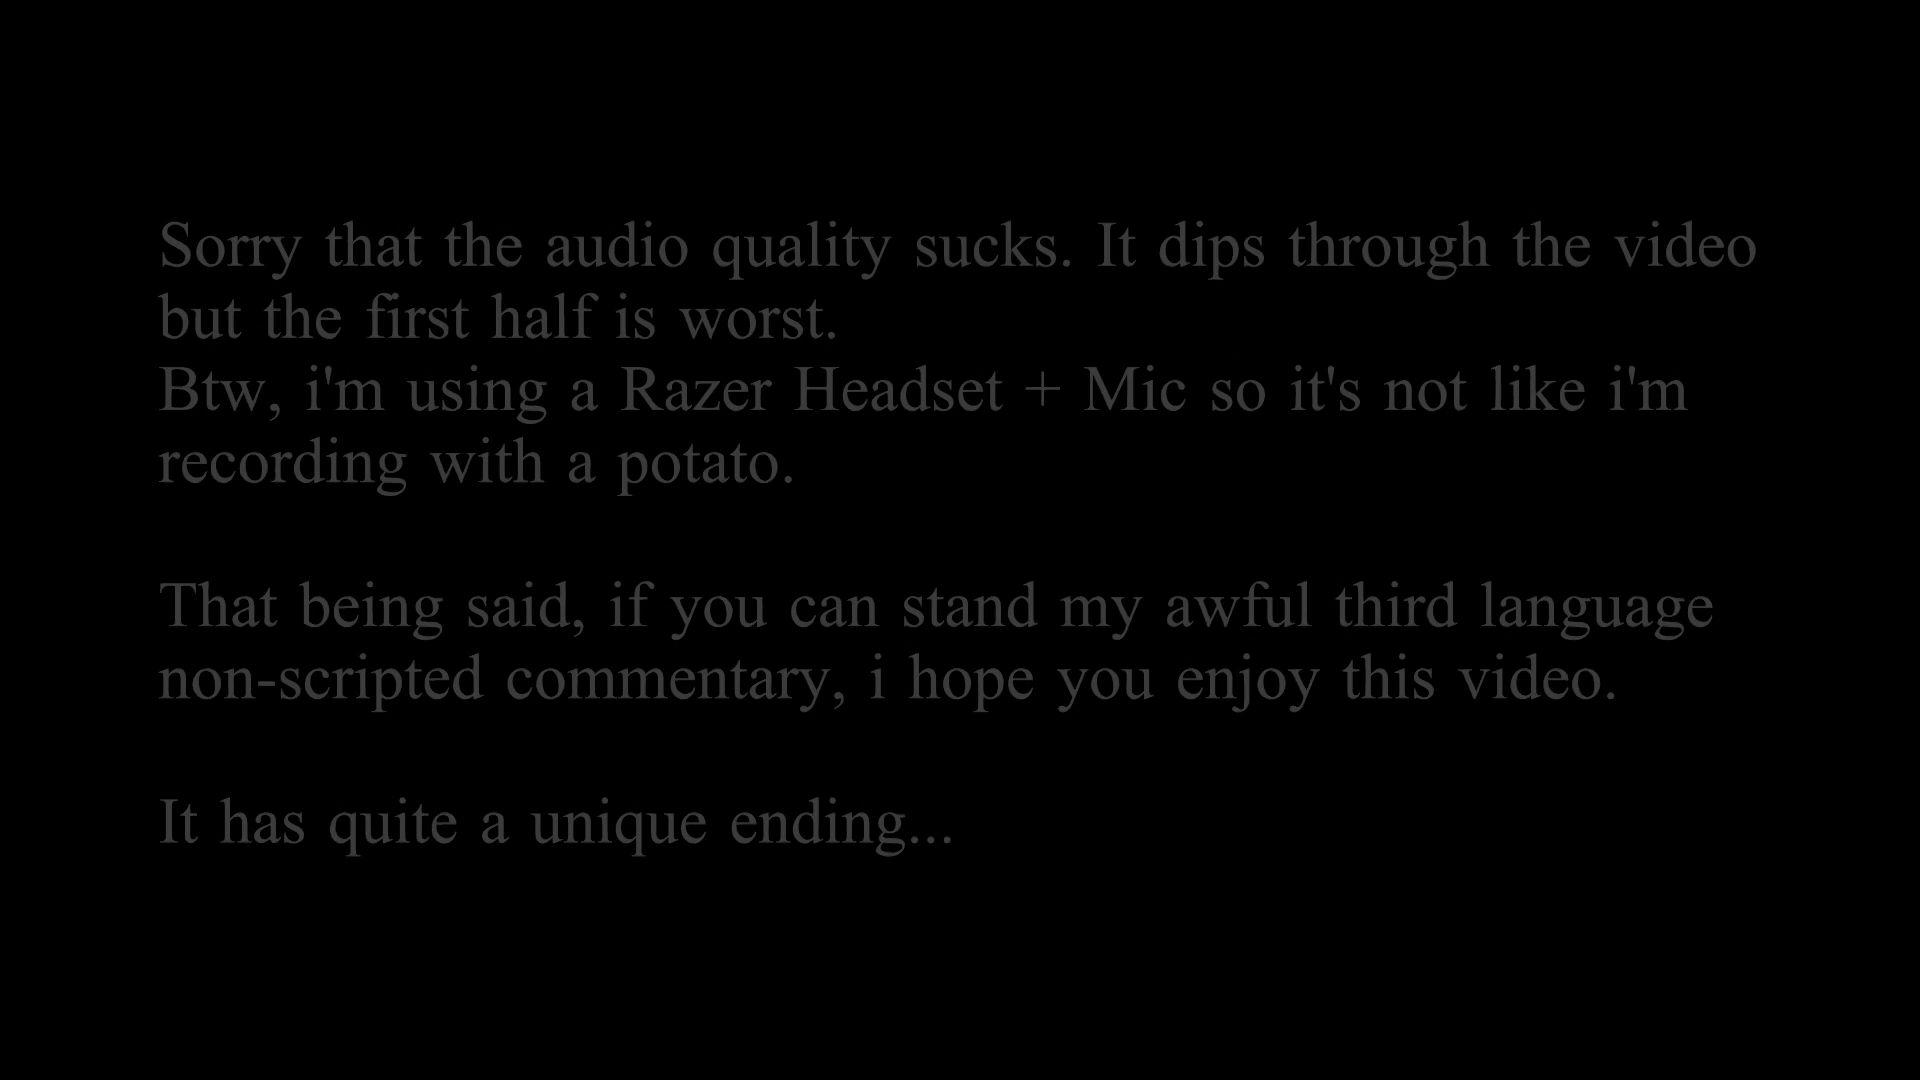 Sorry that the audio quality sucks. It dips through the video
but the first half is worst.
Btw, i'm using a Razer Headset + Mic so it's not like i'm
recording with a potato.
That being said, if you can stand my awful third language
non-scripted commentary, i hope you enjoy this video.
It has quite a unique ending...